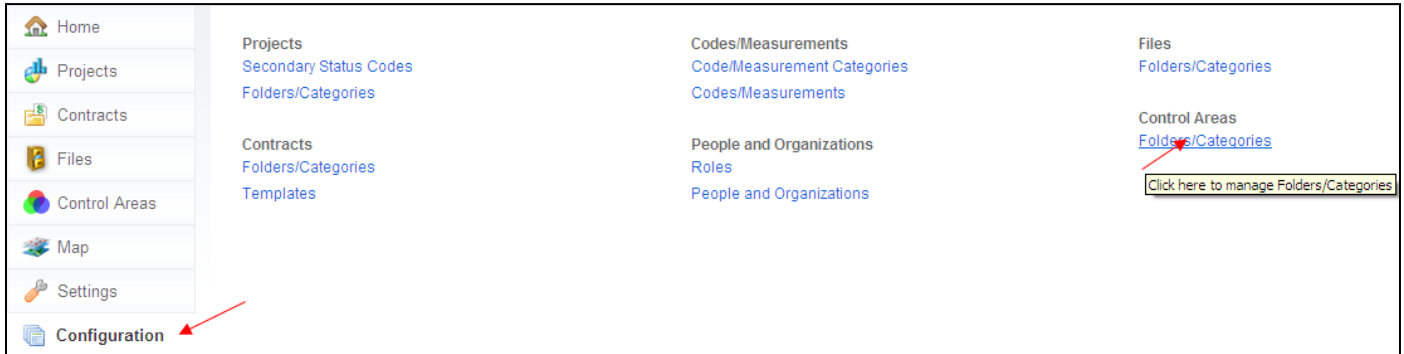 Home
Projects
Contracts
Files
Control Areas
Map
Settings
Configuration
Projects
Secondary Status Codes
Folders/Categories
Contracts
Folders/Categories
Templates
Codes/Measurements
Code/Measurement Categories
Codes/Measurements
People and Organizations
Roles
People and Organizations
Files
Folders/Categories
Control Areas
Folders/Categories
Click here to manage Folders/Categories